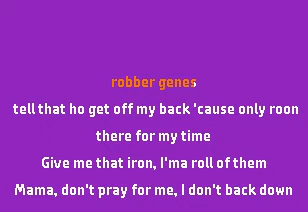 robber genes
tell that ho get off my back 'cause only roon
there for my time
Give me that iron, I'ma roll of them
Mama, don't pray for me, I don't back down